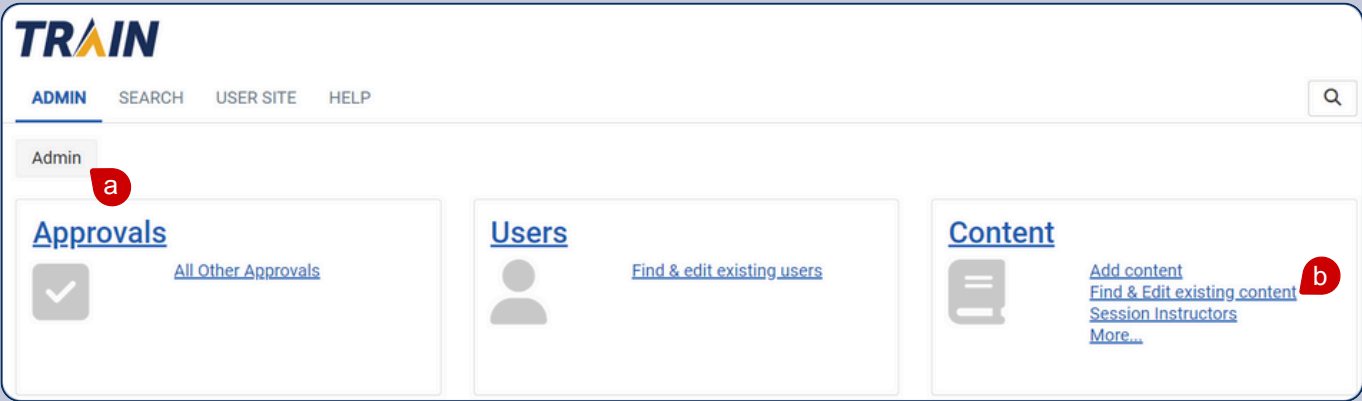 TRAIN
ADMIN SEARCH USER SITE HELP
Admin
a
Approvals
All Other Approvals
Users
Find & edit existing users
Content
Add content
Find & Edit existing content
b
Session Instructors
More...